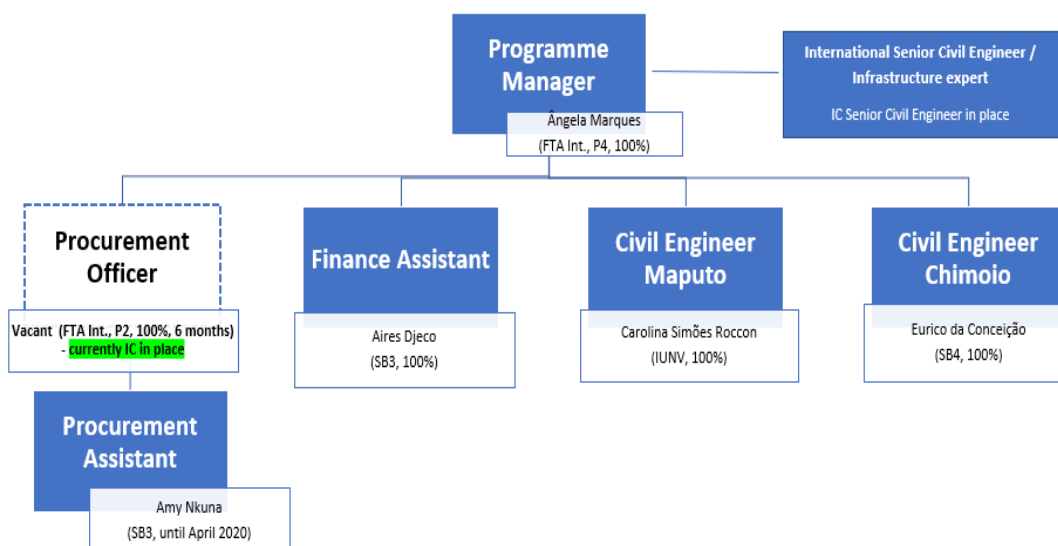 Programme
Manager
Ângela Marques
(FTA Int., P4, 100%)
International Senior Civil Engineer /
Infrastructure expert
IC Senior Civil Engineer in place
Procurement
Officer
Vacant (FTA Int., P2, 100%, 6 months)
- currently IC in place
Finance Assistant
Aires Djeco
(SB3, 100%)
Civil Engineer
Maputo
Carolina Simões Roccon
(IUNV, 100%)
Civil Engineer
Chimoio
Eurico da Conceição
(SB4, 100%)
Procurement
Assistant
Amy Nkuna
(SB3, until April 2020)